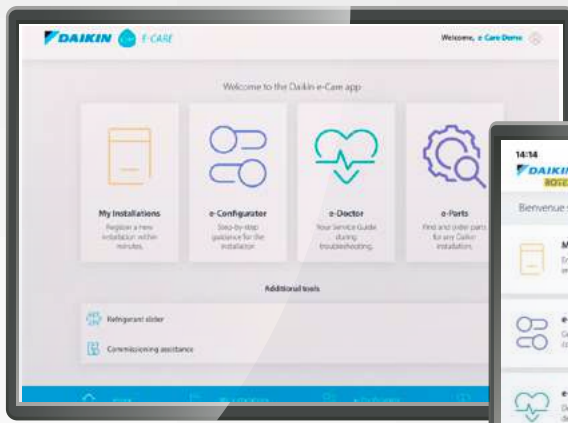 DAIKIN e-CARE
Welcome, e Care Demo
Welcome to the Daikin e-Care app
My Installations
Register a new
installation within
minutes.
e-Configurator
Step-by-step
guidance for the
installation
e-Doctor
Your Service Guide
during
troubleshooting.
e-Parts
Find and order parts
for any Daikin
installation.
Additional tools
Refrigerant slider
Commissioning assistance
14:14
DAIKIN
Bienvenue